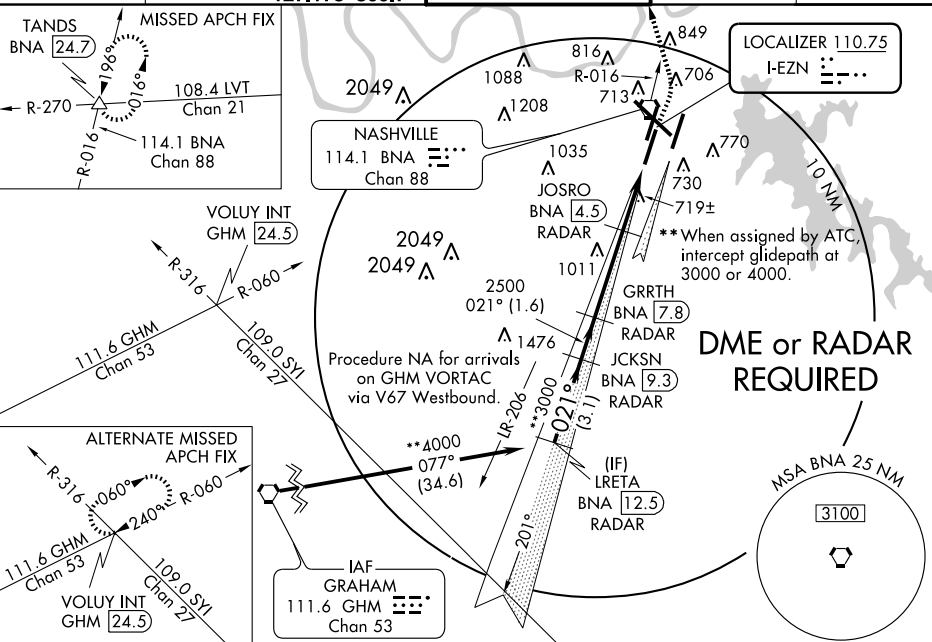 TANDS
BNA 24.7
MISSED APCH FIX
196°
016°
R-270
108.4 LVT
Chan 21
R-016
114.1 BNA
Chan 88
2049
1088
816
849
R-016
713
706
1208
LOCALIZER 110.75
I-EZN
NASHVILLE
114.1 BNA
Chan 88
1035
770
730
719±
10 NM
JOSRO
BNA 4.5
RADAR
**When assigned by ATC,
intercept glidepath at
3000 or 4000.
VOLUY INT
GHM 24.5
R-316
R-060
2049
2049
1011
111.6 GHM
Chan 53
109.0 SYI
Chan 27
2500
021° (1.6)
GRRTH
BNA 7.8
RADAR
1476
DME or RADAR
REQUIRED
Procedure NA for arrivals
on GHM VORTAC
via V67 Westbound.
JCKSN
BNA 9.3
RADAR
LR-206
**3000
021°
(3.1)
ALTERNATE MISSED
APCH FIX
R-316
060°
R-060
240°
111.6 GHM
Chan 53
109.0 SYI
Chan 27
VOLUY INT
GHM 24.5
**4000
077°
(34.6)
(IF)
LRETA
BNA 12.5
RADAR
201°
IAF
GRAHAM
111.6 GHM
Chan 53
MSA BNA 25 NM
3100